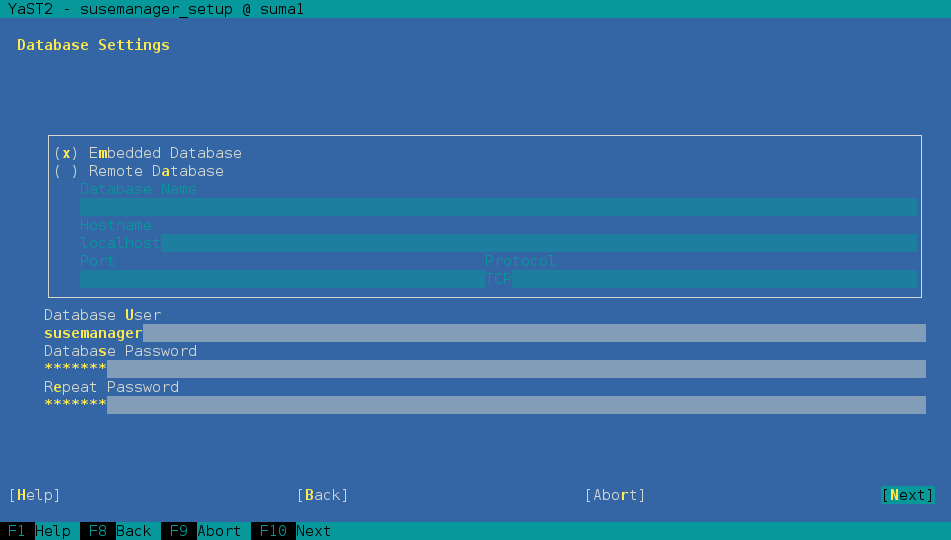 YaST2 - susemanager_setup @ suma1
Database Settings
(x) Embedded Database
( ) Remote Database
Database Name
Hostname
localhost
Port Protocol
TCP
Database User
susemanager
Database Password
*******
Repeat Password
*******
[Help] [Back] [Abort] [Next]
F1 Help F8 Back F9 Abort F10 Next